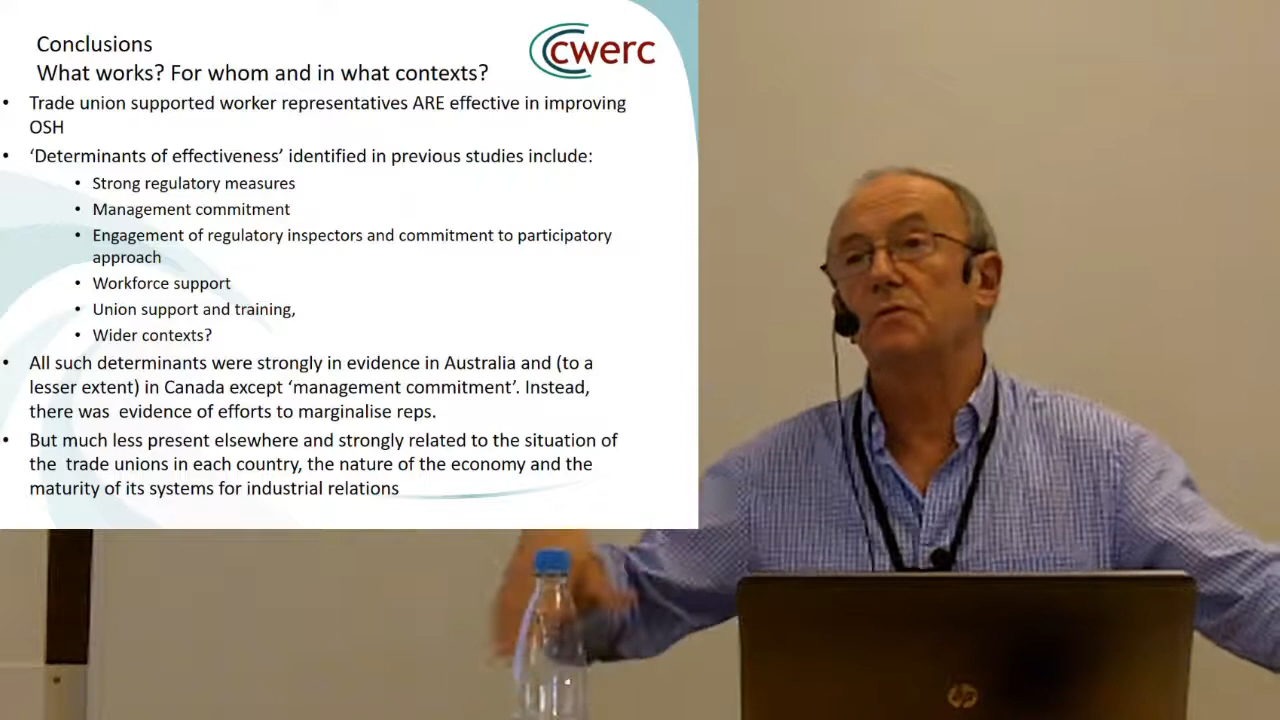 Conclusions
cwerc
What works? For whom and in what contexts?
• Trade union supported worker representatives ARE effective in improving
OSH
• ‘Determinants of effectiveness’ identified in previous studies include:
• Strong regulatory measures
• Management commitment
• Engagement of regulatory inspectors and commitment to participatory
approach
• Workforce support
• Union support and training,
• Wider contexts?
• All such determinants were strongly in evidence in Australia and (to a
lesser extent) in Canada except ‘management commitment’. Instead,
there was evidence of efforts to marginalise reps.
• But much less present elsewhere and strongly related to the situation of
the trade unions in each country, the nature of the economy and the
maturity of its systems for industrial relations
hp